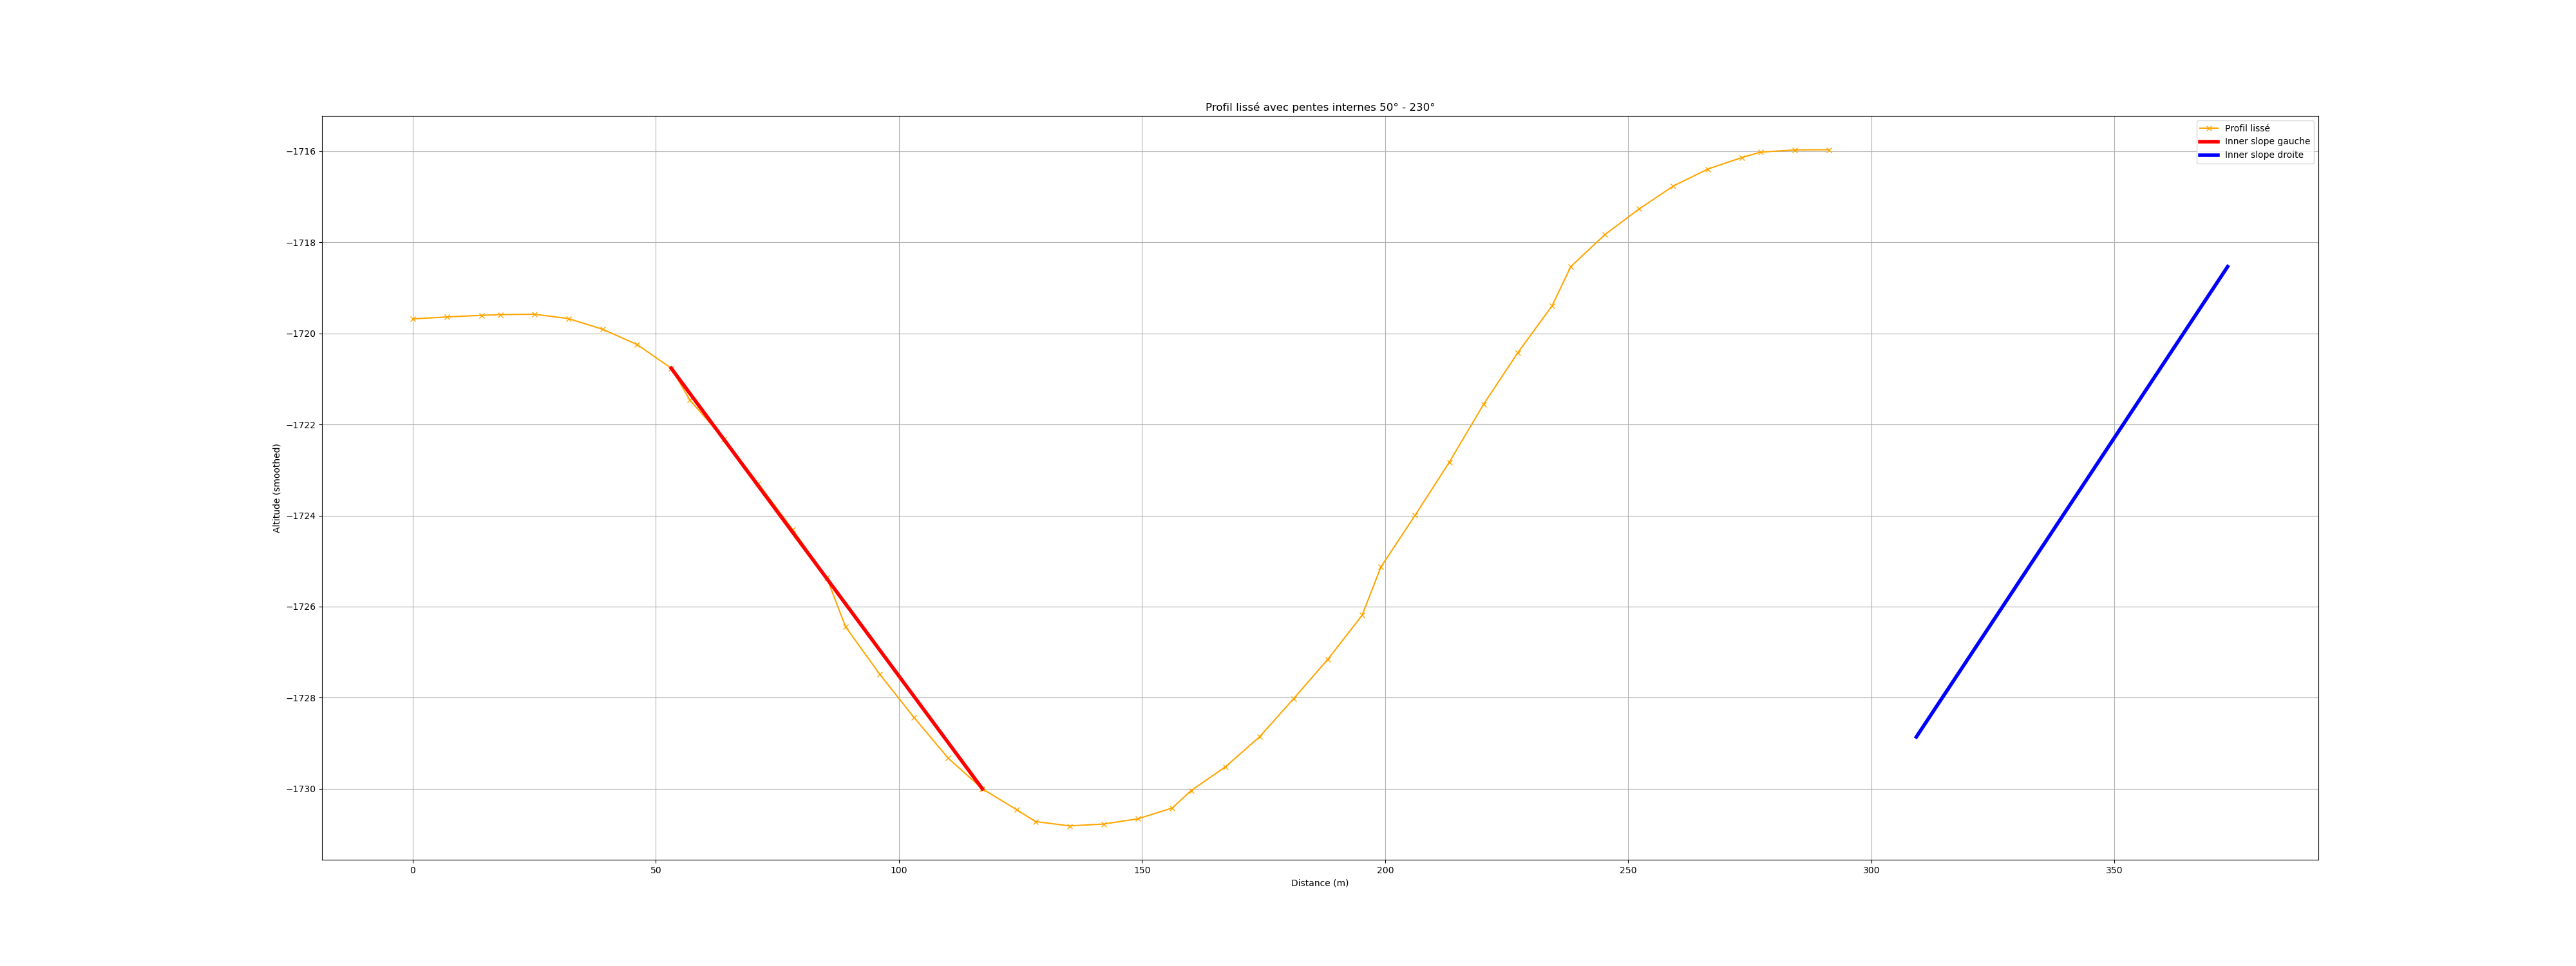 Profil lissé avec pentes internes 50° - 230°
Profil lissé
Inner slope gauche
Inner slope droite
−1716
−1718
−1720
−1722
−1724
−1726
−1728
−1730
Altitude (smoothed)
0 50 100 150 200 250 300 350
Distance (m)